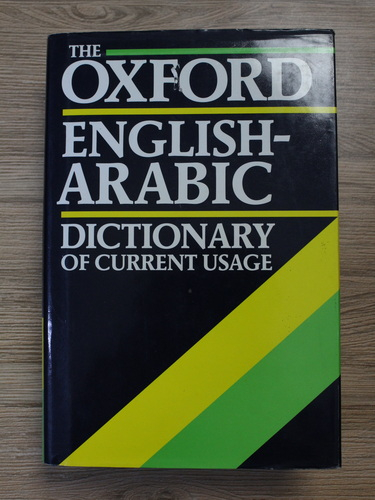 THE
OXFORD
ENGLISH-
ARABIC
DICTIONARY
OF CURRENT USAGE